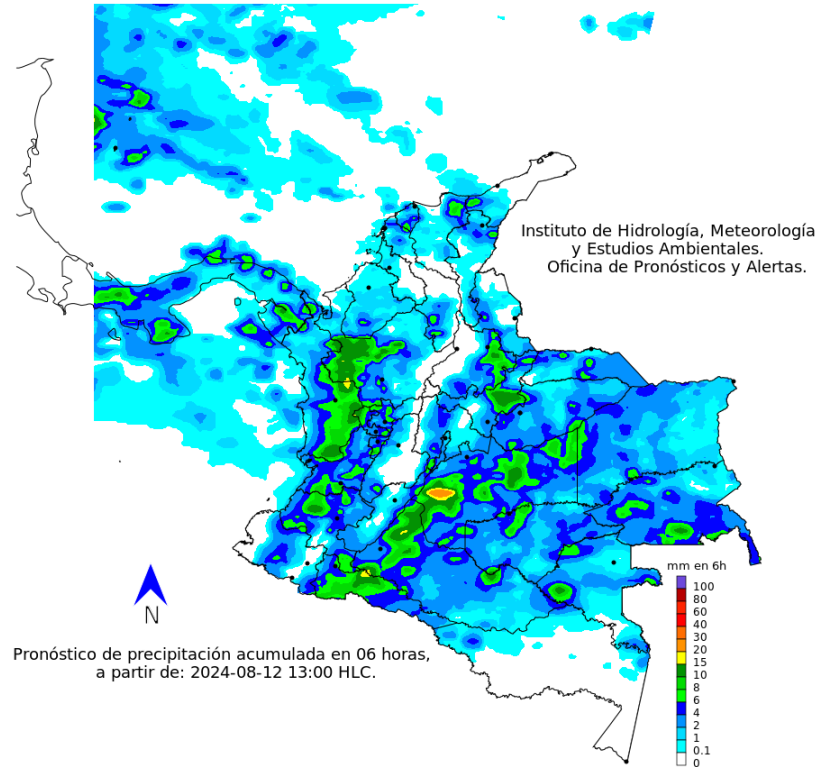 Instituto de Hidrología, Meteorología
y Estudios Ambientales.
Oficina de Pronósticos y Alertas.
mm en 6h
100
80
60
40
30
20
15
10
8
6
4
2
1
0.1
0
N
Pronóstico de precipitación acumulada en 06 horas,
a partir de: 2024-08-12 13:00 HLC.